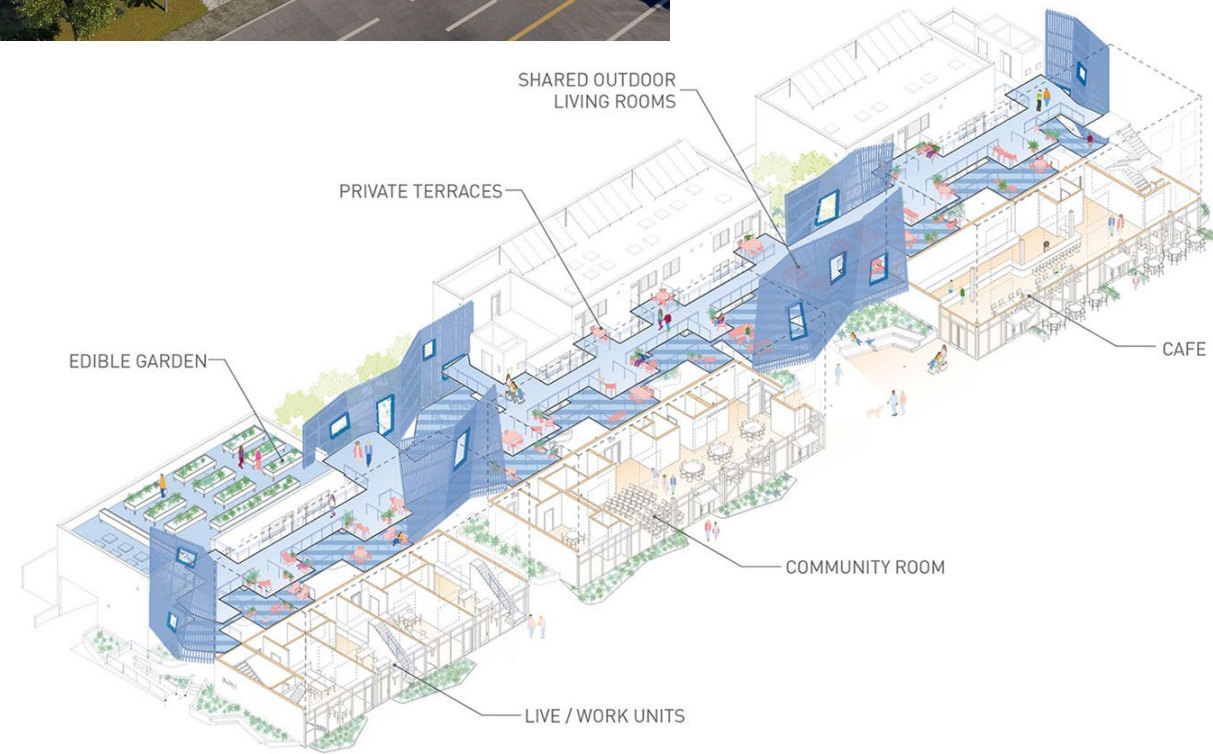 SHARED OUTDOOR
LIVING ROOMS
PRIVATE TERRACES
EDIBLE GARDEN
CAFE
COMMUNITY ROOM
LIVE / WORK UNITS